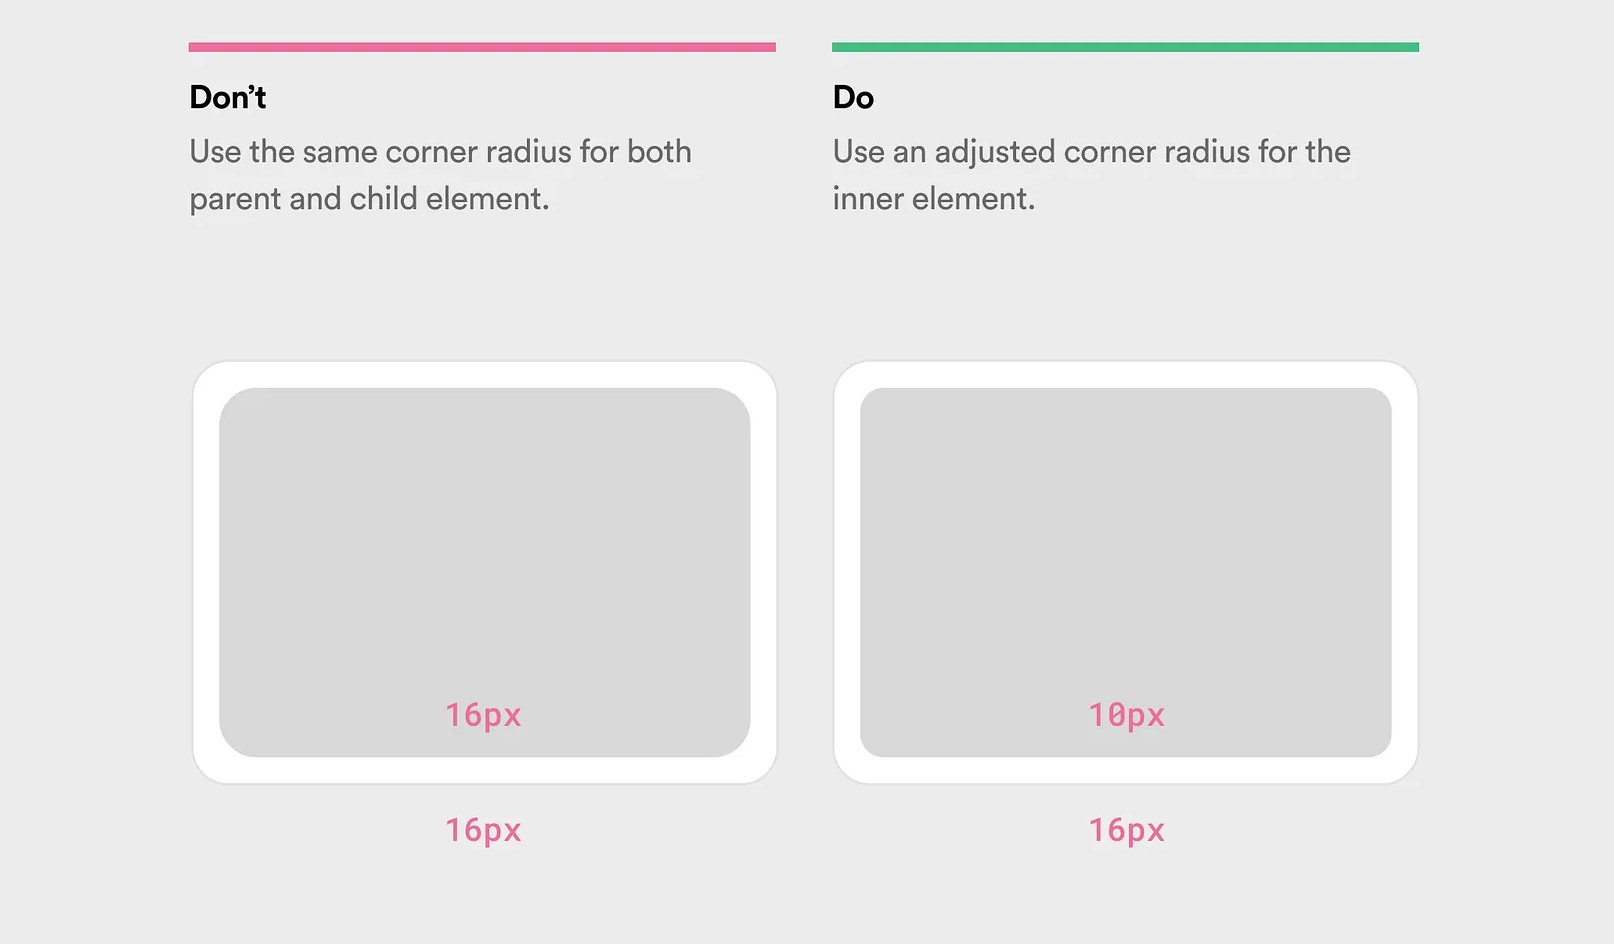 Don’t
Use the same corner radius for both
parent and child element.
Do
Use an adjusted corner radius for the
inner element.
16px
16px
10px
16px